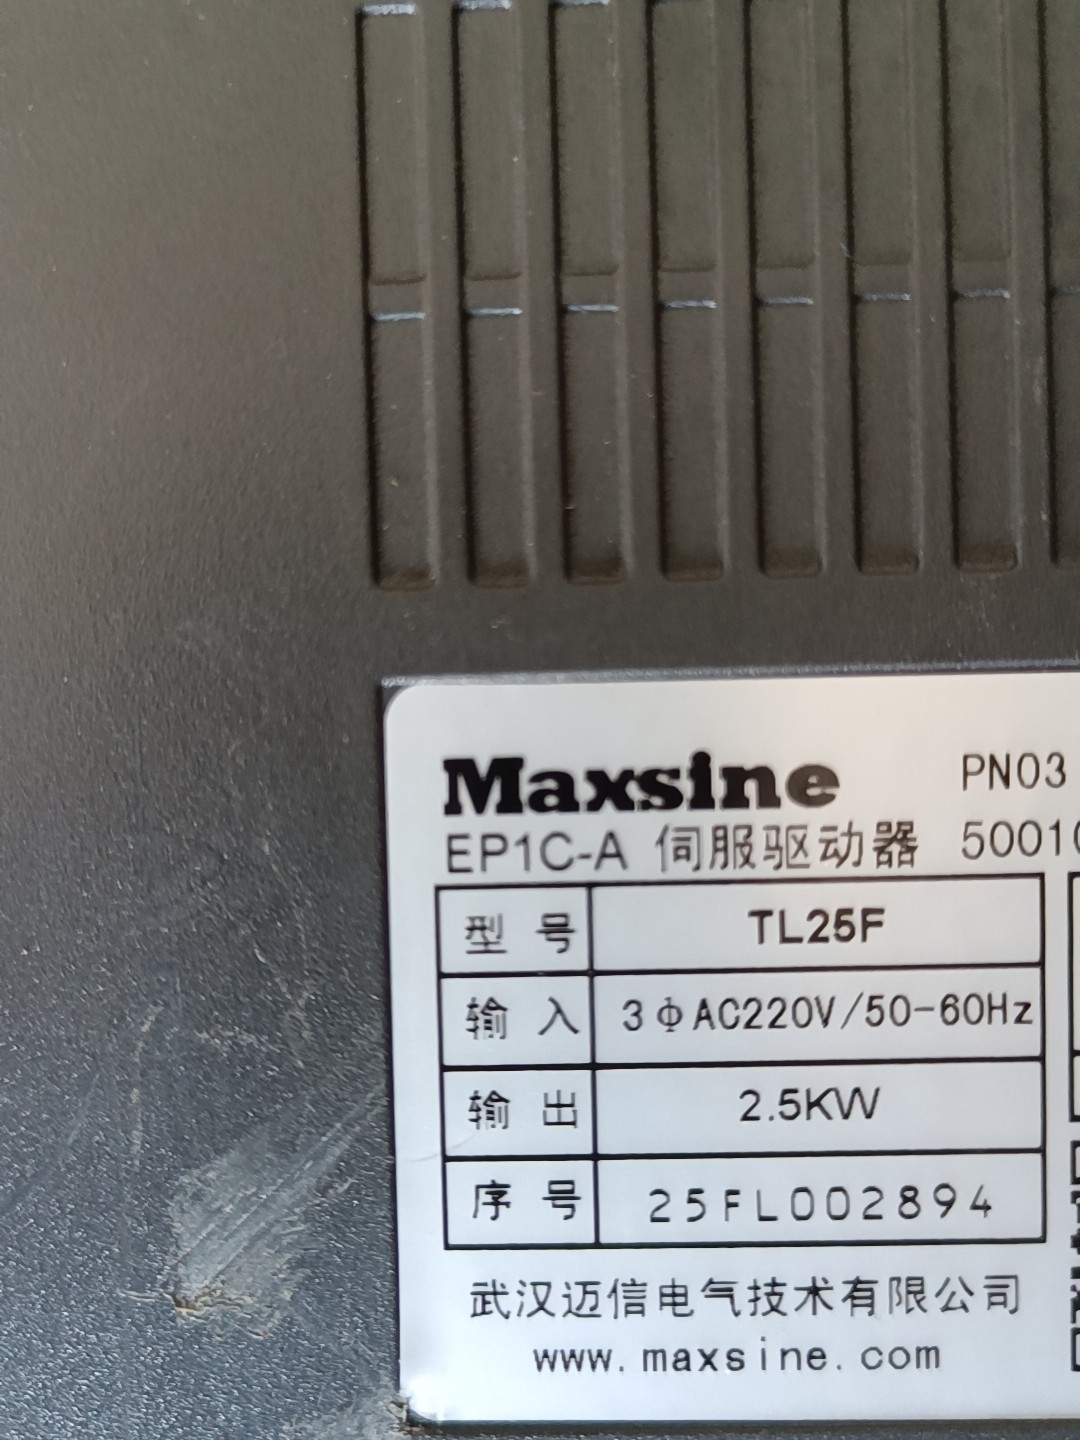 Maxsine PN03
EP1C-A 伺服驱动器 5001
型 号 TL25F
输 入 3ΦAC220V/50-60Hz
输 出 2.5KW
序 号 25FL002894
武汉迈信电气技术有限公司
www.maxsine.com